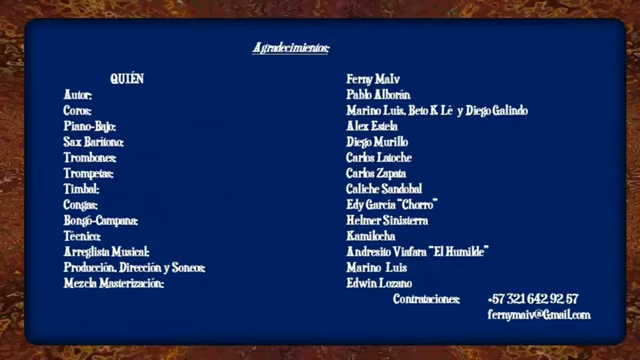 Agradecimientos:
QUIÉN Ferny MaIv
Autor: Pablo Alborán
Coros: Marino Luis, Beto K Lé y Diego Galindo
Piano-Bajo: Alex Estela
Sax Barítono: Diego Murillo
Trombones: Carlos Latoche
Trompetas: Carlos Zapata
Timbal: Caliche Sandobal
Congas: Edy Garcia "Chorro"
Bongó-Campana: Helmer Sinisterra
Técnico: Kamilocha
Arreglista Musical: Andresito Viafara "El Humilde"
Producción, Dirección y Soneos: Marino Luis
Mezcla Masterización: Edwin Lozano
Contrataciones: +57 321 642 92 57
fernymaiv@Gmail.com